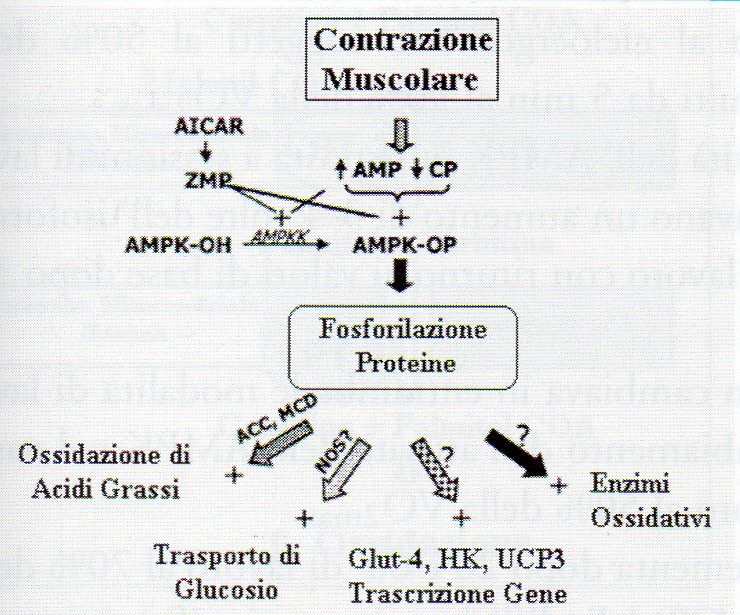 Contrazione
Muscolare
AICAR
ZMP
AMP CP
+ +
AMPK-OH AMPKK AMPK-OP
Fosforilazione
Proteine
ACC, MCD
NOS?
?
?
Ossidazione di
Acidi Grassi
+
+
+
+
Enzimi
Ossidativi
Trasporto di
Glucosio
Glut-4, HK, UCP3
Trascrizione Gene